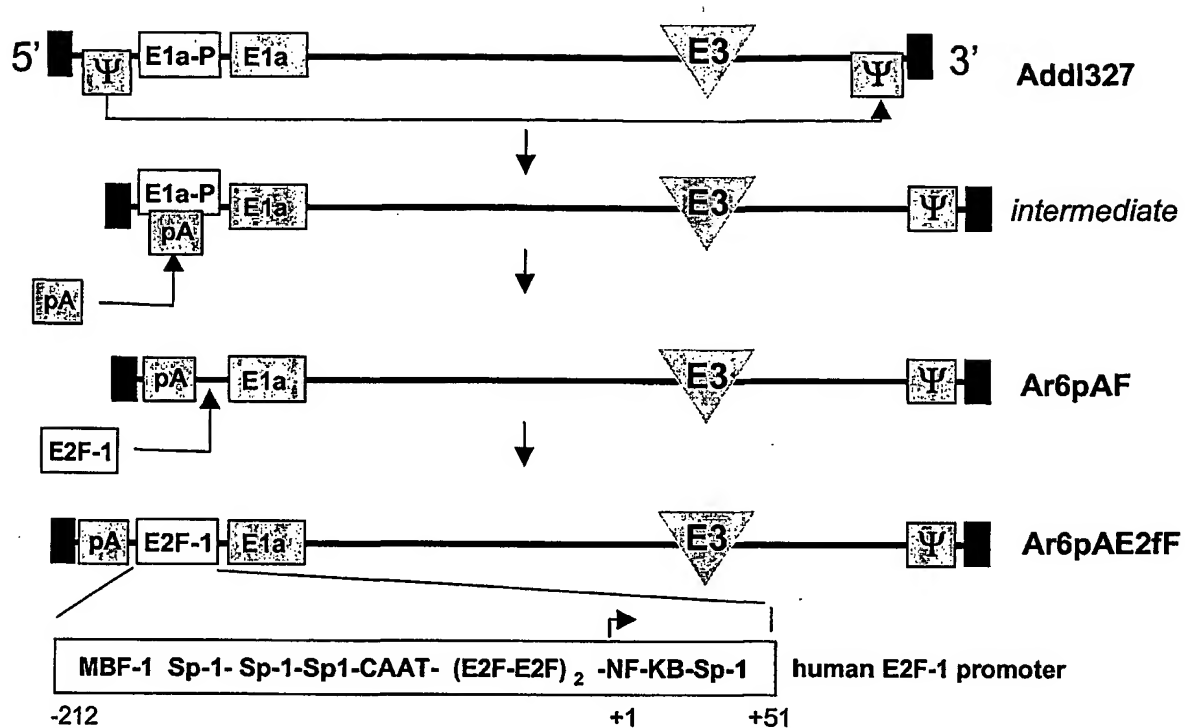 5' Ψ E1a-P E1a E3 Ψ 3' Addl327
E1a-P pA E1a E3 Ψ intermediate
pA
pA E1a E3 Ψ Ar6pAF
E2F-1
pA E2F-1 E1a E3 Ψ Ar6pAE2fF
MBF-1 Sp-1- Sp-1-Sp1-CAAT- (E2F-E2F) 2 -NF-KB-Sp-1 human E2F-1 promoter
-212 +1 +51